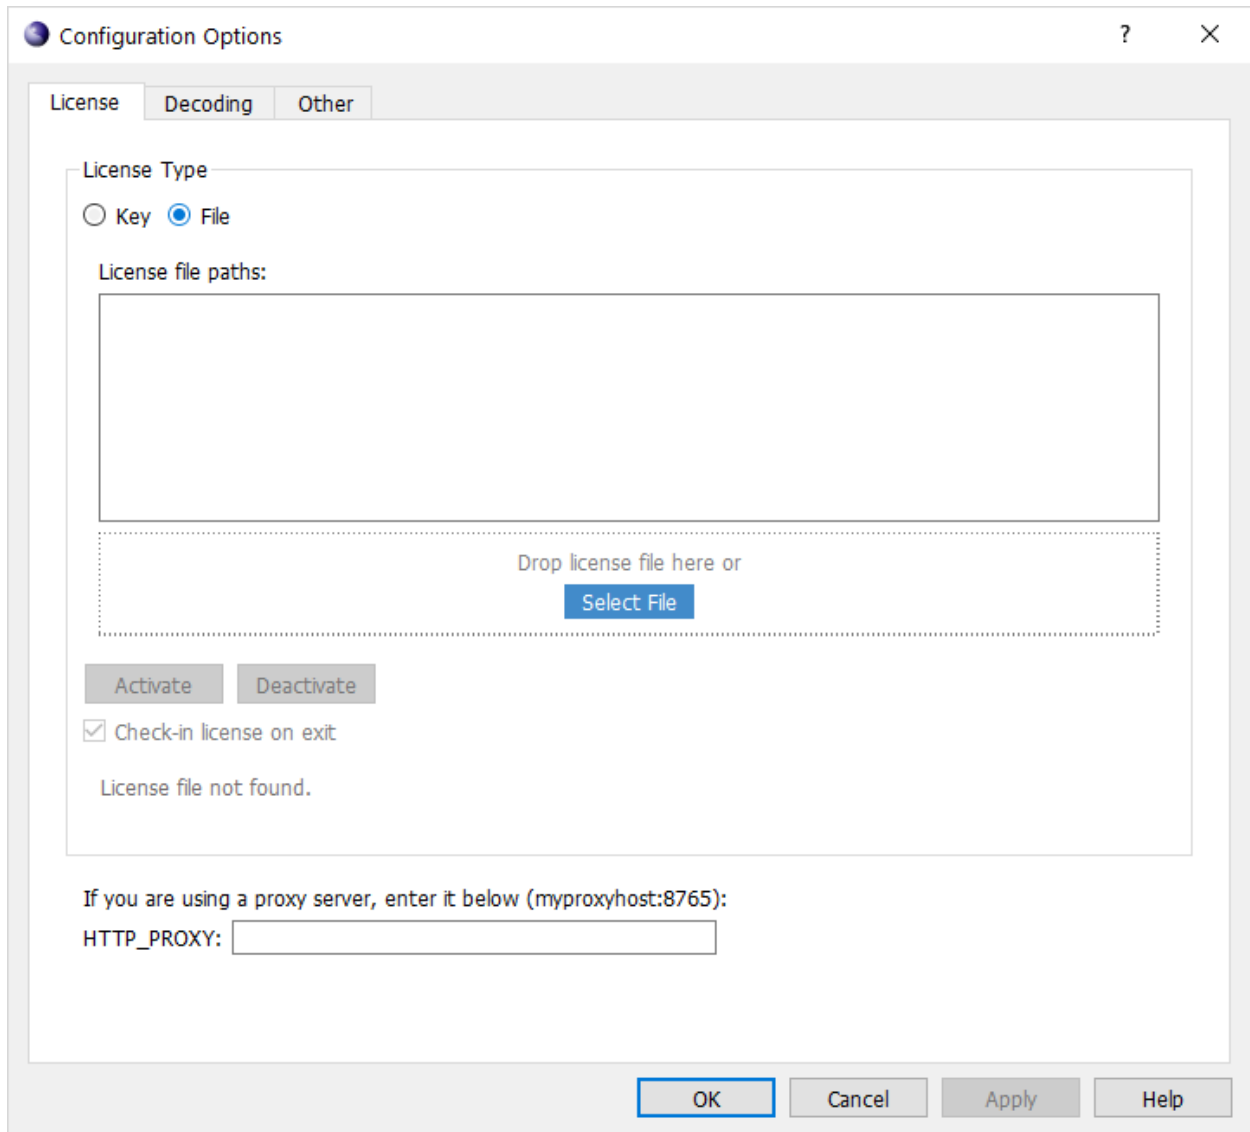 Configuration Options
License Decoding Other
License Type
Key File
License file paths:
Drop license file here or
Select File
Activate Deactivate
Check-in license on exit
License file not found.
If you are using a proxy server, enter it below (myproxyhost:8765):
HTTP_PROXY:
OK Cancel Apply Help